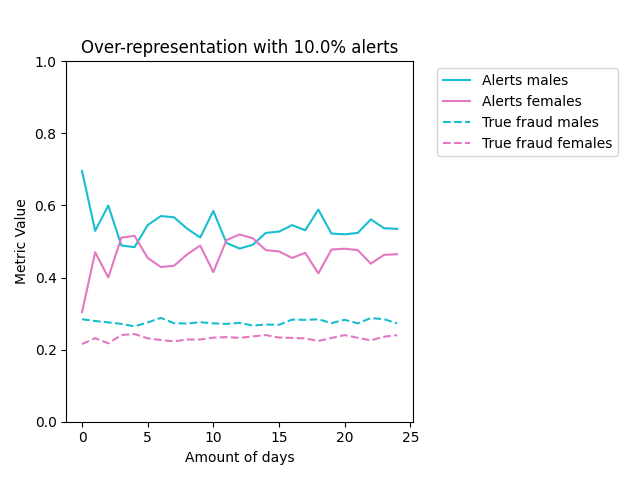 Over-representation with 10.0% alerts
1.0
0.8
0.6
0.4
0.2
0.0
Metric Value
0 5 10 15 20 25
Amount of days
Alerts males
Alerts females
True fraud males
True fraud females